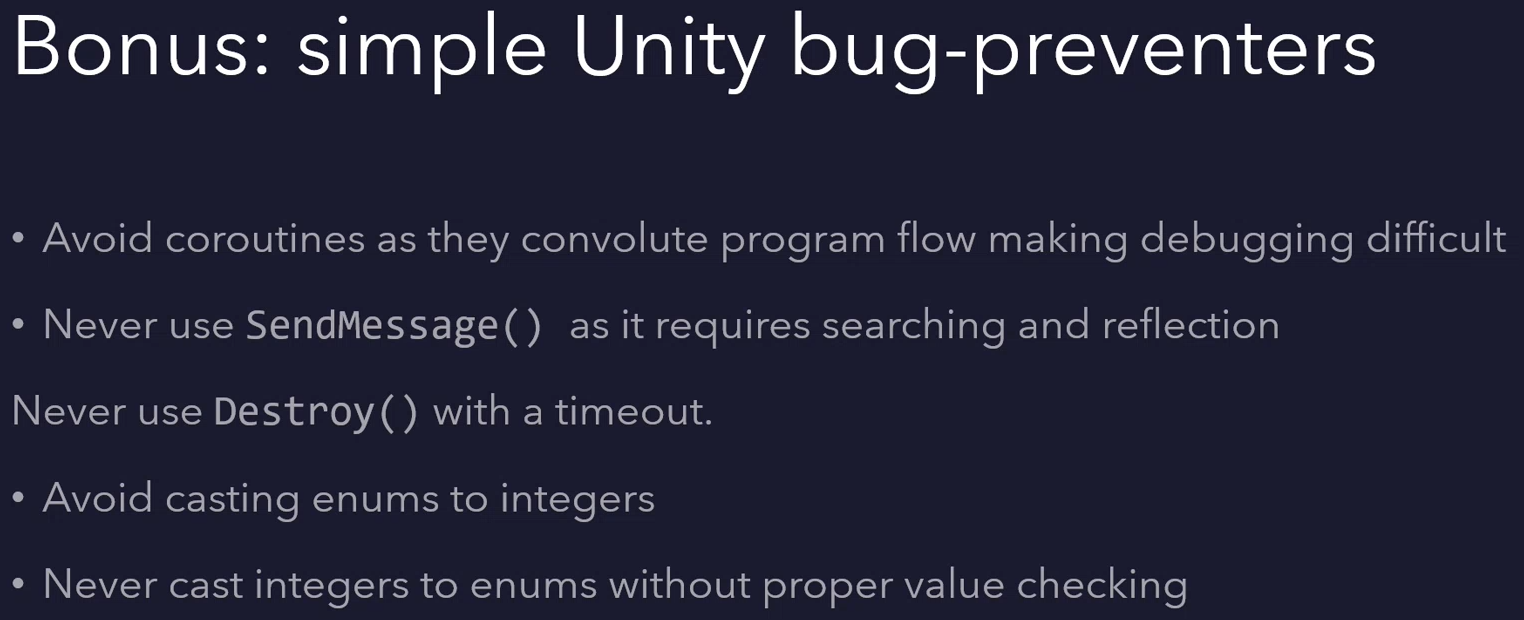 Bonus: simple Unity bug-preventers
• Avoid coroutines as they convolute program flow making debugging difficult
• Never use SendMessage() as it requires searching and reflection
Never use Destroy() with a timeout.
• Avoid casting enums to integers
• Never cast integers to enums without proper value checking